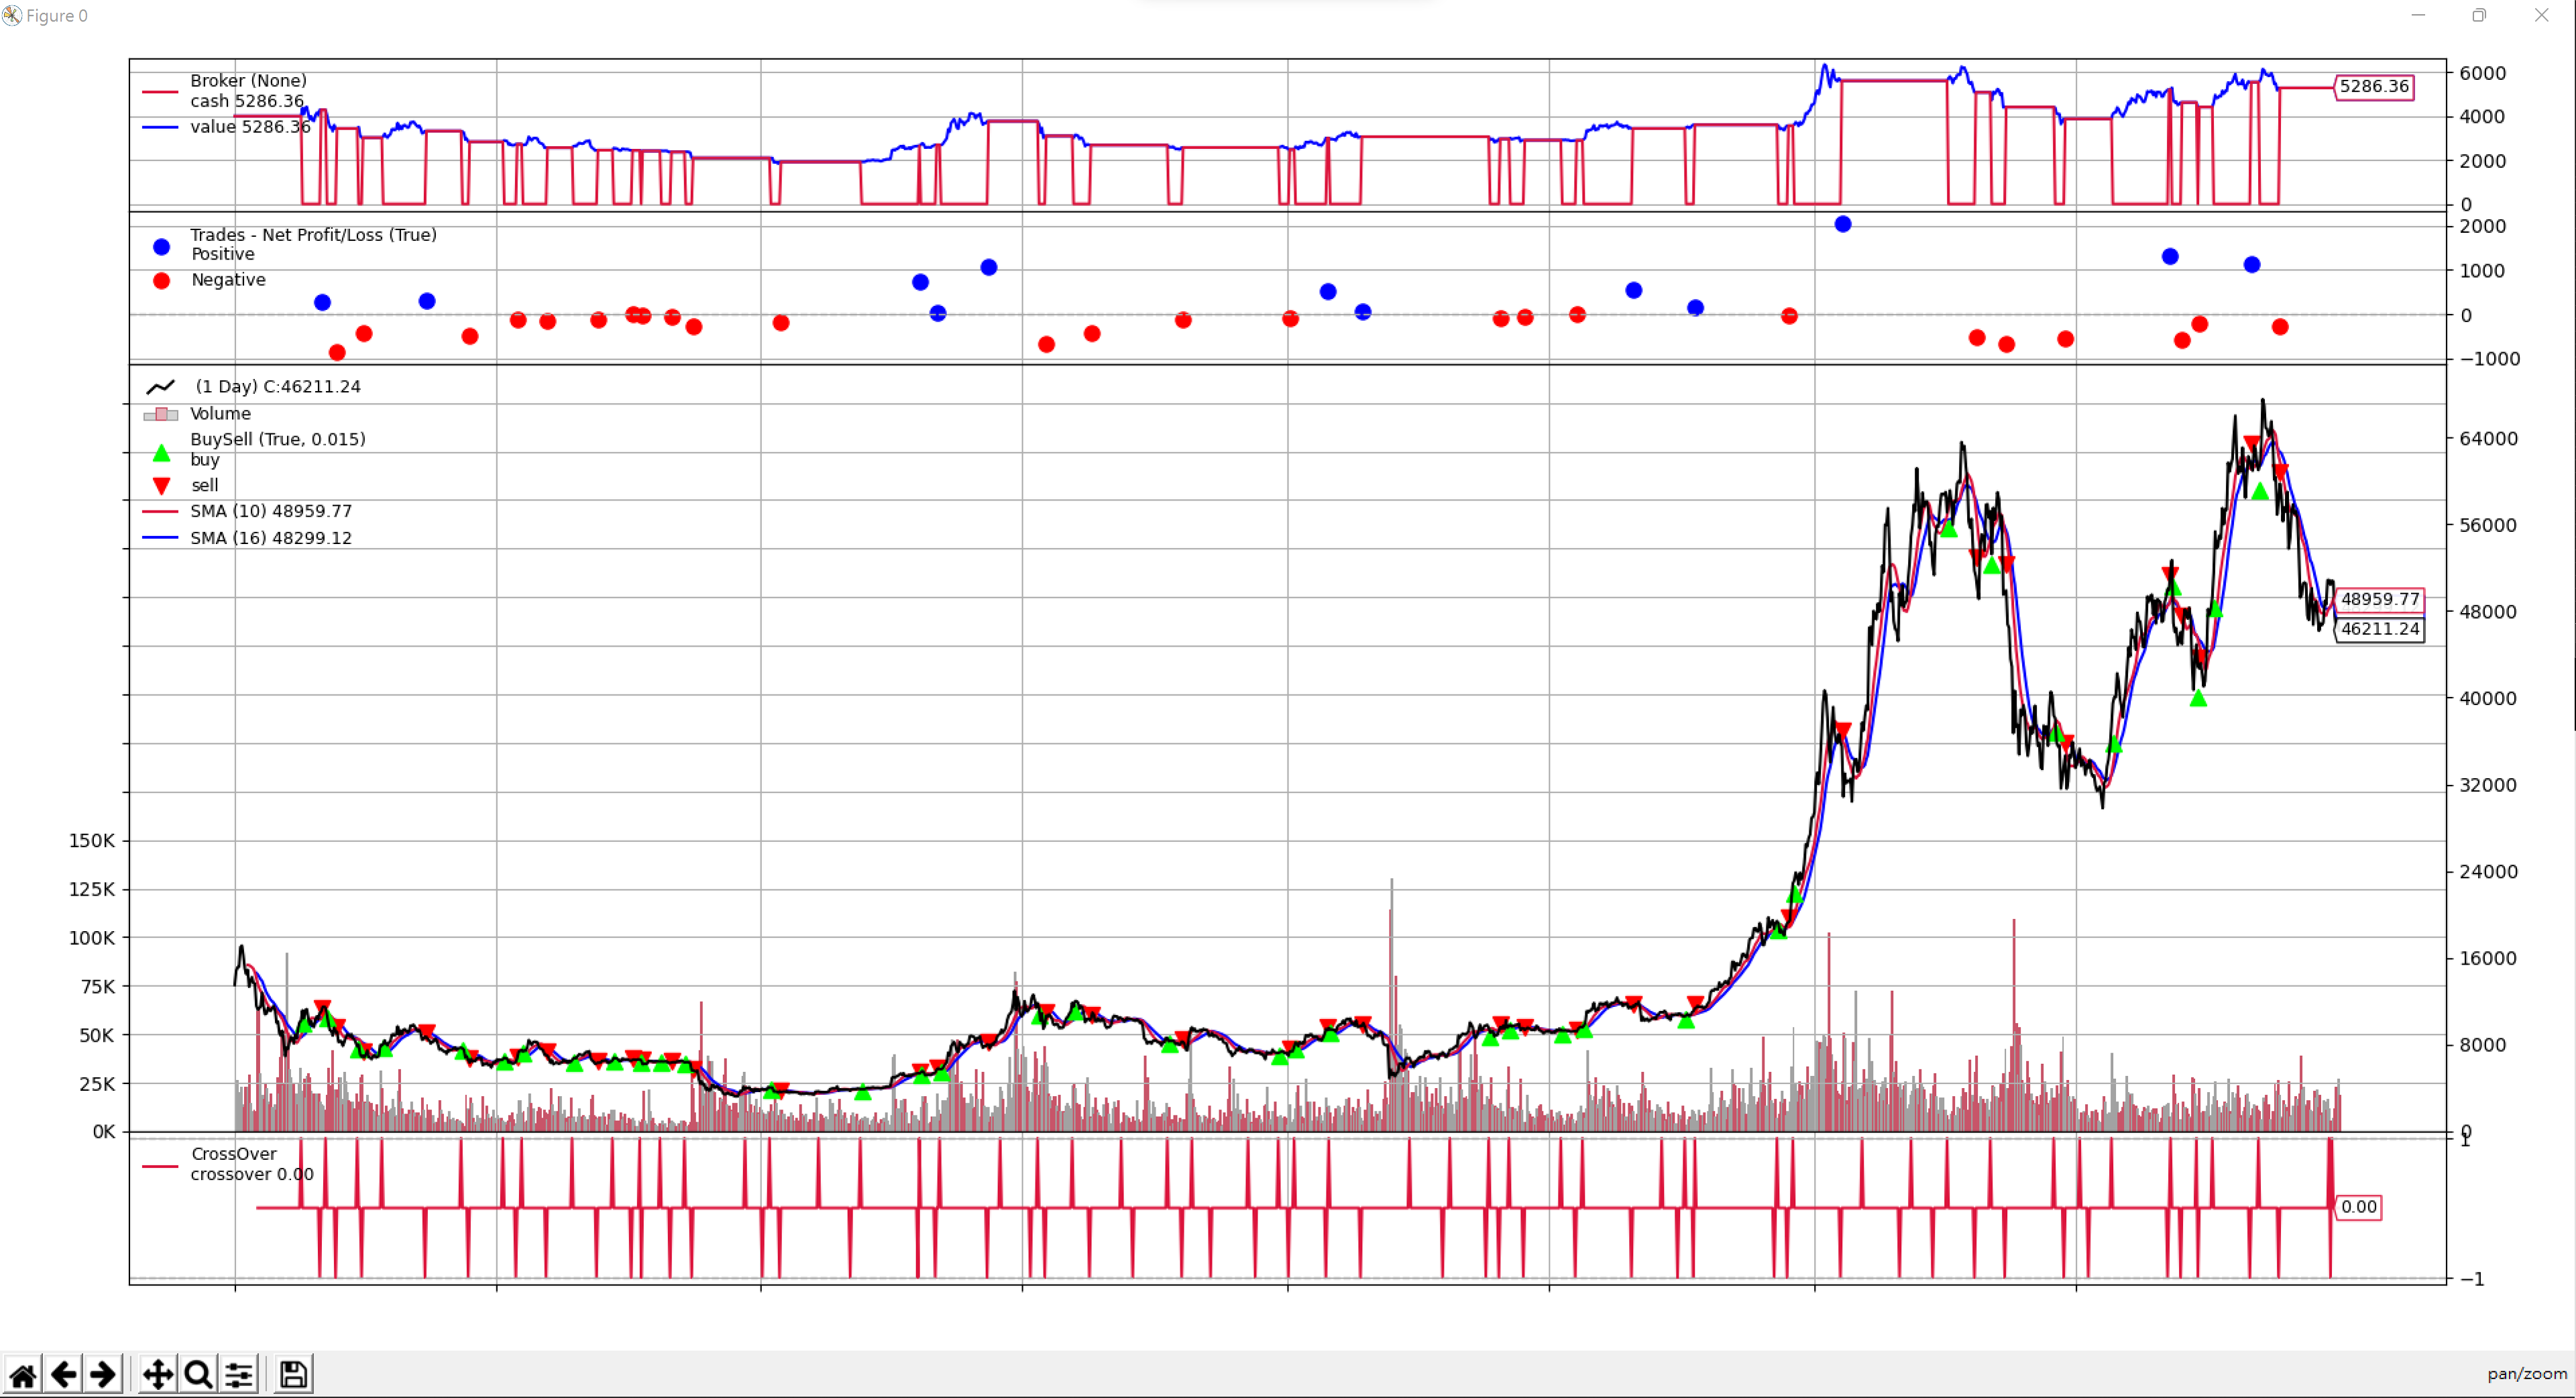 Figure 0
Broker (None)
cash 5286.36
value 5286.36
6000
5286.36
4000
2000
0
Trades - Net Profit/Loss (True)
Positive
Negative
2000
1000
0
−1000
(1 Day) C:46211.24
Volume
BuySell (True, 0.015)
buy
sell
SMA (10) 48959.77
SMA (16) 48299.12
64000
56000
48959.77
48000
46211.24
40000
32000
150K
24000
125K
100K
16000
75K
50K
8000
25K
0K
0
1
CrossOver
crossover 0.00
0.00
−1
pan/zoom